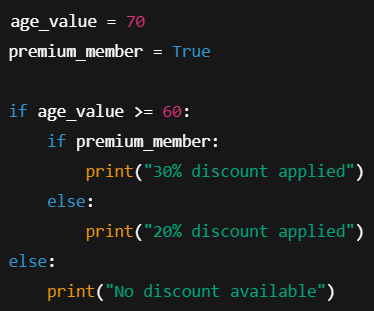 age_value = 70
premium_member = True

if age_value >= 60:
    if premium_member:
        print("30% discount applied")
    else:
        print("20% discount applied")
else:
    print("No discount available")